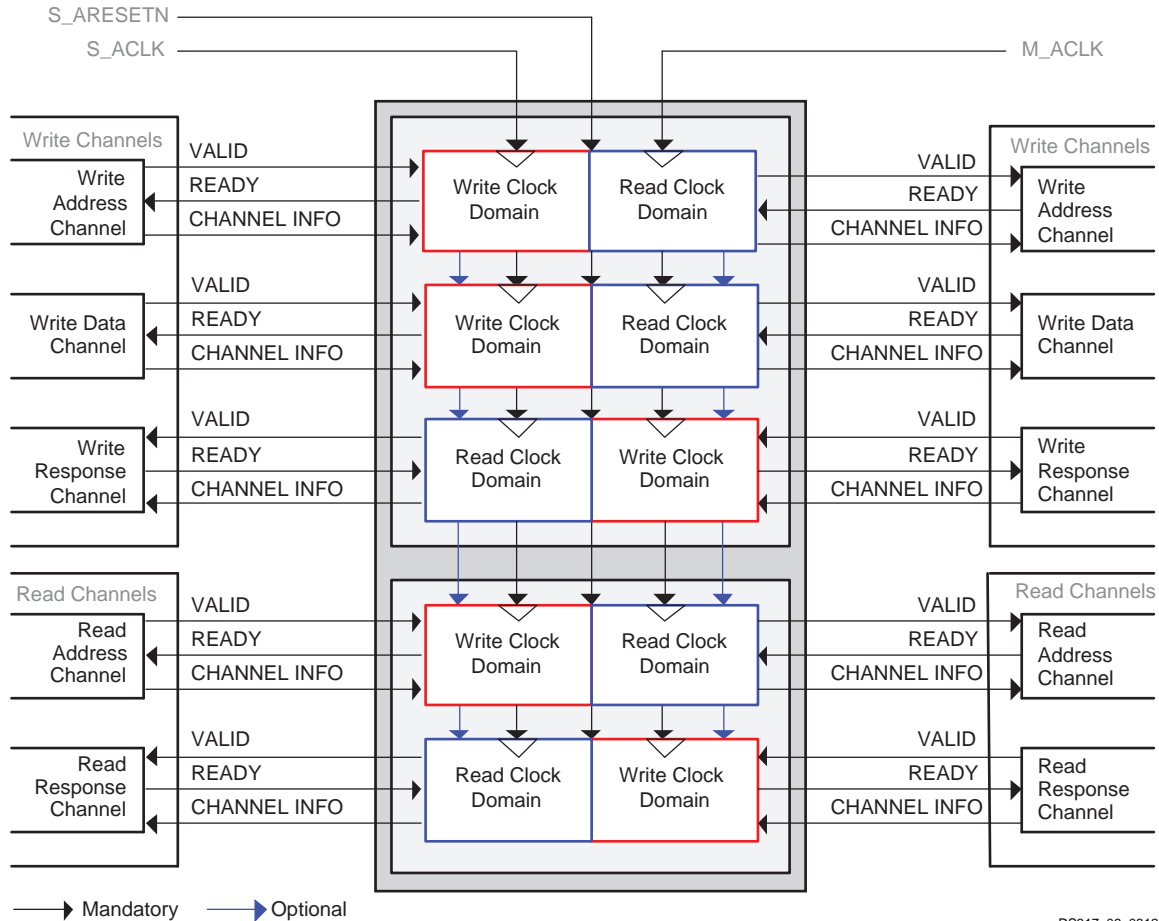 S_ARESETN
S_ACLK
M_ACLK
Write Channels
Write
Address
Channel
VALID
READY
CHANNEL INFO
Write Clock
Domain
Read Clock
Domain
VALID
READY
CHANNEL INFO
Write Channels
Write
Address
Channel
Write Data
Channel
VALID
READY
CHANNEL INFO
Write Clock
Domain
Read Clock
Domain
VALID
READY
CHANNEL INFO
Write Data
Channel
Write
Response
Channel
VALID
READY
CHANNEL INFO
Read Clock
Domain
Write Clock
Domain
VALID
READY
CHANNEL INFO
Write
Response
Channel
Read Channels
Read
Address
Channel
VALID
READY
CHANNEL INFO
Write Clock
Domain
Read Clock
Domain
VALID
READY
CHANNEL INFO
Read Channels
Read
Address
Channel
Read
Response
Channel
VALID
READY
CHANNEL INFO
Read Clock
Domain
Write Clock
Domain
VALID
READY
CHANNEL INFO
Read
Response
Channel
Mandatory
Optional